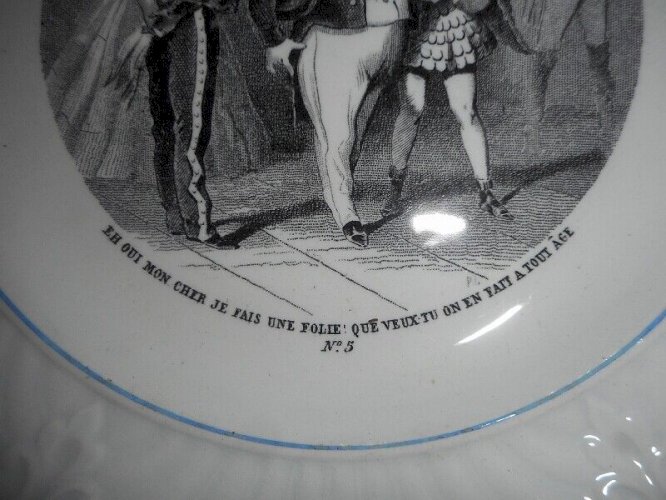 EH OUI MON CHER JE FAIS UNE FOLIE! QUE VEUX-TU ON EN FAIT A TOUT ÂGE
Nº 5